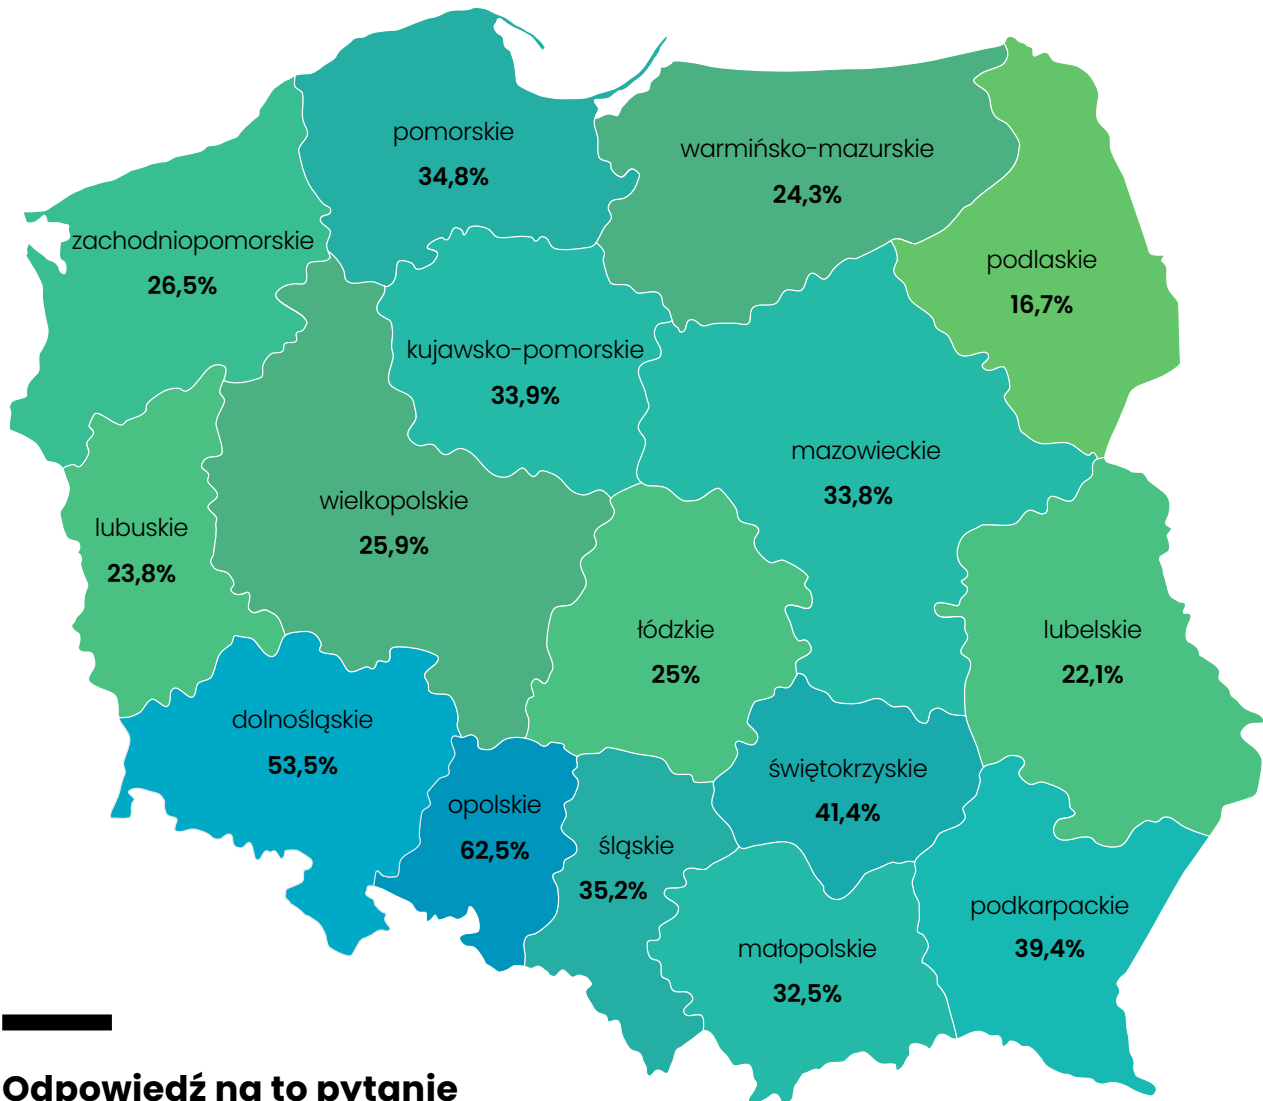 pomorskie
34,8%
warmińsko-mazurskie
24,3%
zachodniopomorskie
26,5%
podlaskie
16,7%
kujawsko-pomorskie
33,9%
mazowieckie
33,8%
wielkopolskie
25,9%
lubuskie
23,8%
łódzkie
25%
lubelskie
22,1%
dolnośląskie
53,5%
opolskie
62,5%
świętokrzyskie
41,4%
śląskie
35,2%
podkarpackie
39,4%
małopolskie
32,5%
Odpowiedź na to pytanie